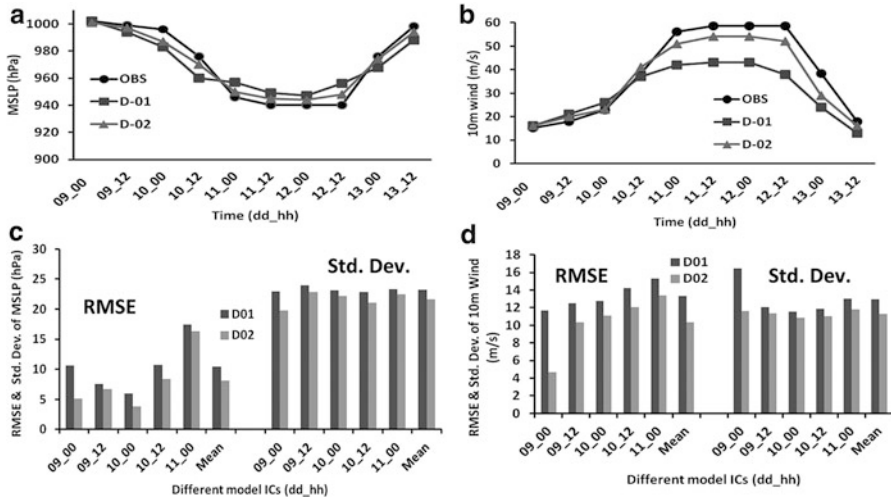 a
1000
980
960
940
920
900
MSLP (hPa)
OBS
D-01
D-02
09_00
09_12
10_00
10_12
11_00
11_12
12_00
12_12
13_00
13_12
Time (dd_hh)
b
60
50
40
30
20
10
0
10m wind (m/s)
OBS
D-01
D-02
09_00
09_12
10_00
10_12
11_00
11_12
12_00
12_12
13_00
13_12
Time (dd_hh)
c
30
25
20
15
10
5
0
RMSE & Std. Dev. of MSLP (hPa)
RMSE
Std. Dev.
D01
D02
09_00
09_12
10_00
10_12
11_00
Mean
09_00
09_12
10_00
10_12
11_00
Mean
Different model ICs (dd_hh)
d
18
16
14
12
10
8
6
4
2
0
RMSE & Std. Dev. of 10m Wind
(m/s)
RMSE
D01
D02
Std. Dev.
09_00
09_12
10_00
10_12
11_00
Mean
09_00
09_12
10_00
10_12
11_00
Mean
Different model ICs (dd_hh)